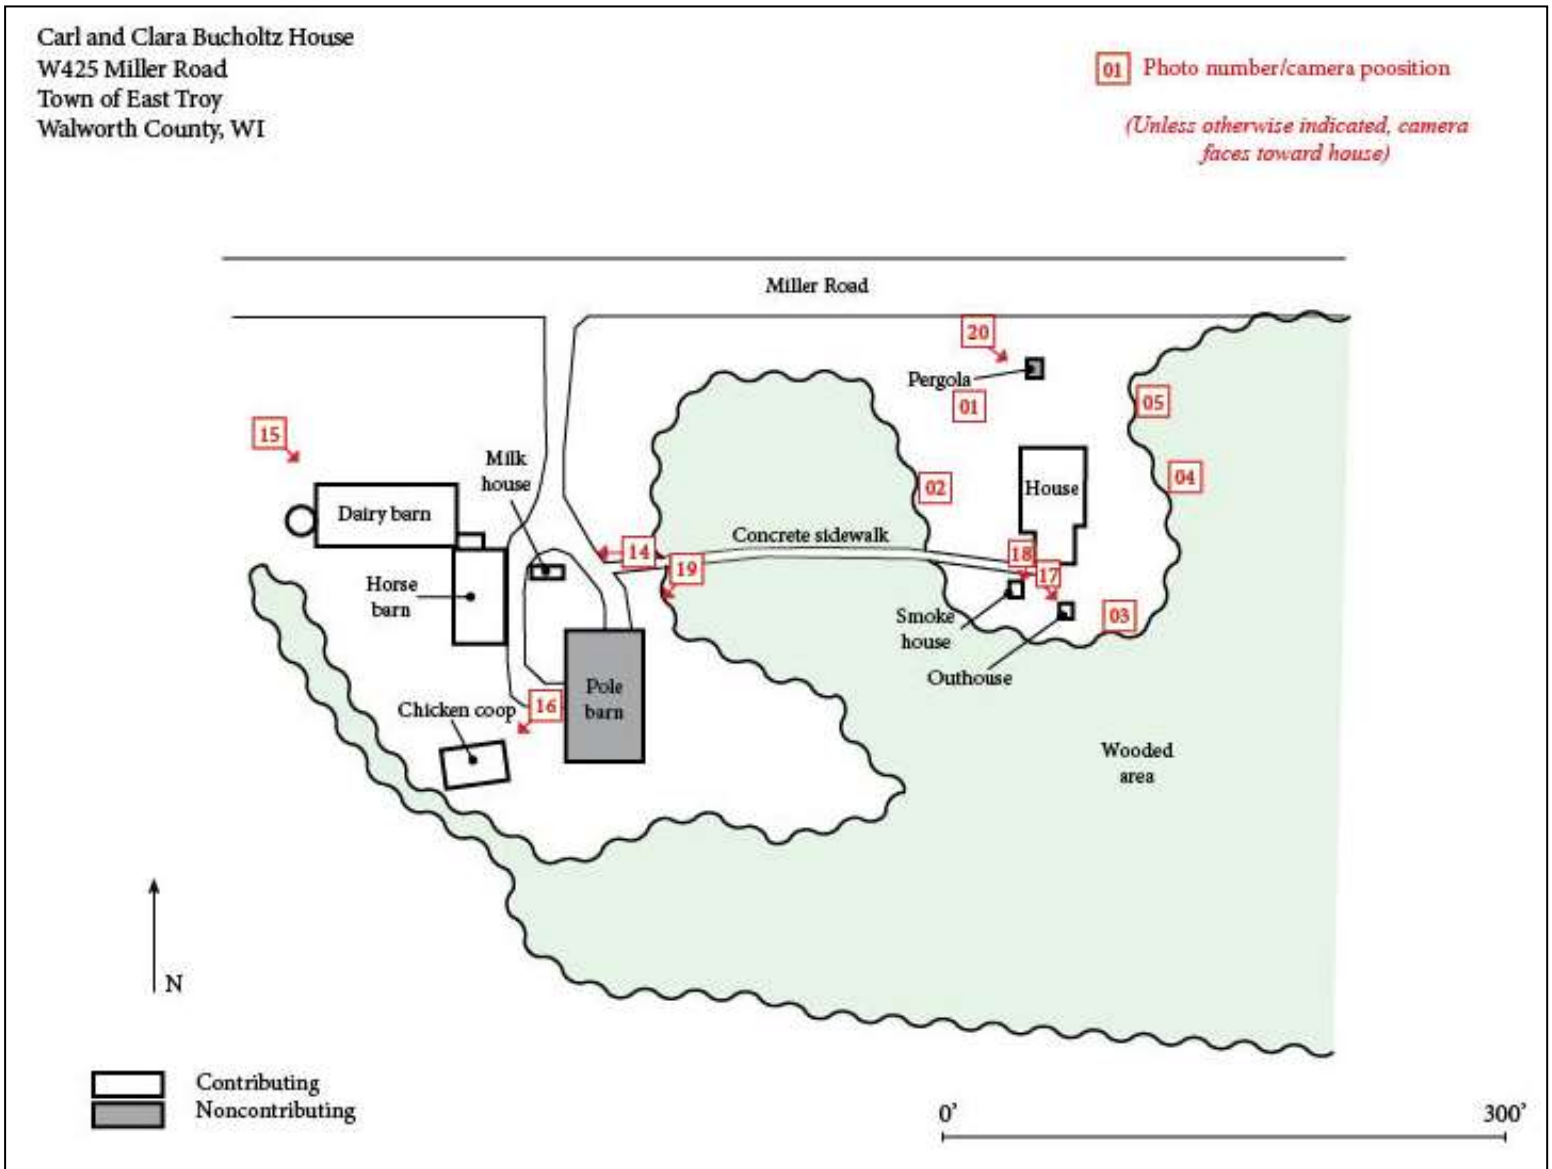 Carl and Clara Bucholtz House
W425 Miller Road
Town of East Troy
Walworth County, WI
01 Photo number/camera poosition
(Unless otherwise indicated, camera
faces toward house)
Miller Road
20
Pergola
01
05
15
Milk
house
02
House
04
Dairy barn
Concrete sidewalk
14
18
19
17
Horse
barn
Smoke
house
03
Outhouse
Pole
barn
16
Chicken coop
Wooded
area
N
Contributing
Noncontributing
0’
300’